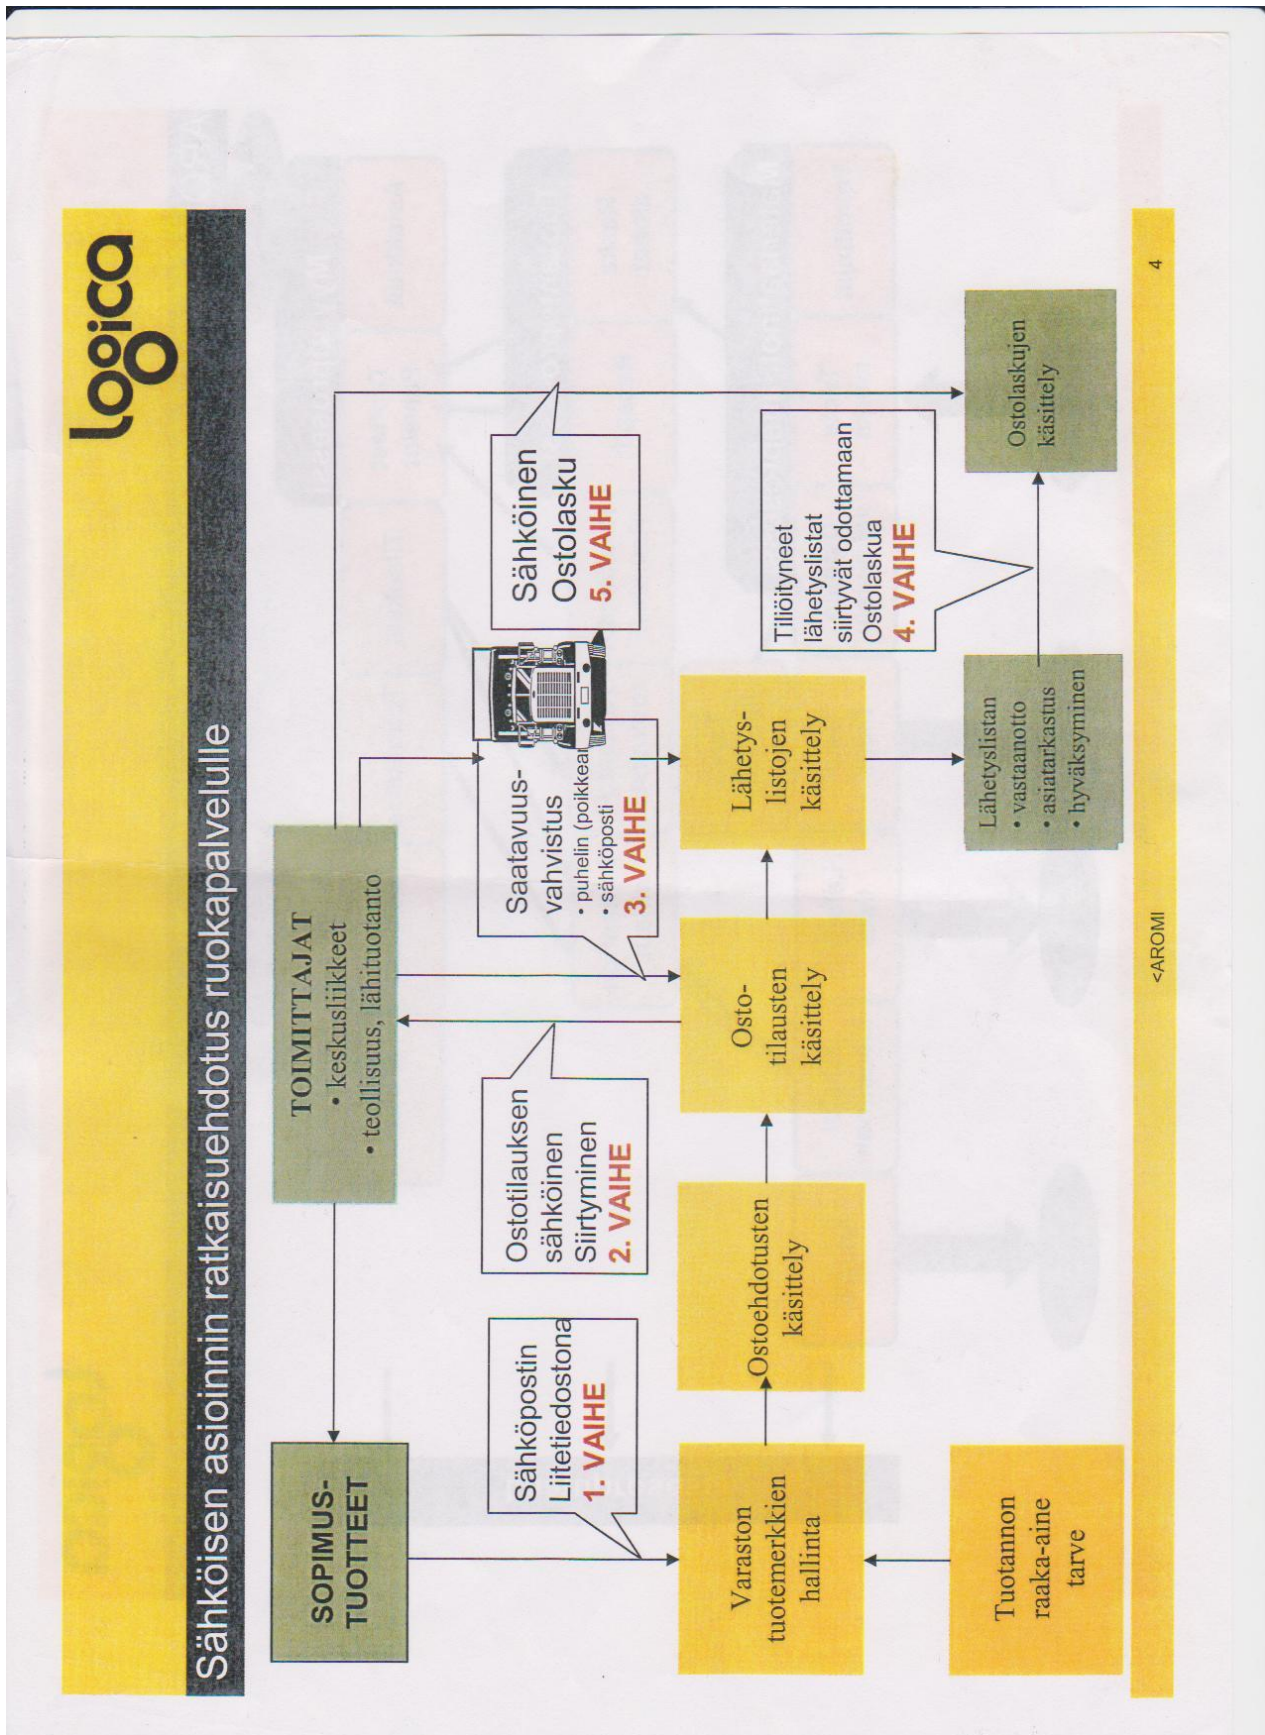 logica
Sähköisen asioinnin ratkaisuehdotus ruokapalvelulle
SOPIMUS-
TUOTTEET
TOIMITTAJAT
• keskusliikkeet
• teollisuus, lähituotanto
Sähköpostin
Liitetiedostona
1. VAIHE
Ostotilauksen
sähköinen
Siirtyminen
2. VAIHE
Saatavuus-
vahvistus
• puhelin (poikkear
• sähköposti
3. VAIHE
Sähköinen
Ostolasku
5. VAIHE
Varaston
tuotemerkkien
hallinta
Ostoehdotusten
käsittely
Osto-
tilausten
käsittely
Lähetys-
listojen
käsittely
Tiliöityneet
lähetyslistat
siirtyvät odottamaan
Ostolaskua
4. VAIHE
Tuotannon
raaka-aine
tarve
Lähetyslistan
• vastaanotto
• asiatarkastus
• hyväksyminen
Ostolaskujen
käsittely
<AROMI
4